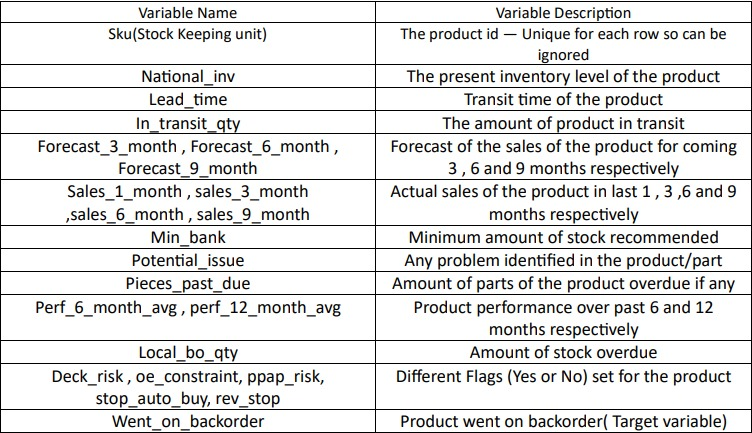 Variable Name
Variable Description
Sku(Stock Keeping unit)
The product id — Unique for each row so can be
ignored
National_inv
The present inventory level of the product
Lead_time
Transit time of the product
In_transit_qty
The amount of product in transit
Forecast_3_month , Forecast_6_month ,
Forecast_9_month
Forecast of the sales of the product for coming
3 , 6 and 9 months respectively
Sales_1_month , sales_3_month
,sales_6_month , sales_9_month
Actual sales of the product in last 1 , 3 ,6 and 9
months respectively
Min_bank
Minimum amount of stock recommended
Potential_issue
Any problem identified in the product/part
Pieces_past_due
Amount of parts of the product overdue if any
Perf_6_month_avg , perf_12_month_avg
Product performance over past 6 and 12
months respectively
Local_bo_qty
Amount of stock overdue
Deck_risk , oe_constraint, ppap_risk,
stop_auto_buy, rev_stop
Different Flags (Yes or No) set for the product
Went_on_backorder
Product went on backorder( Target variable)